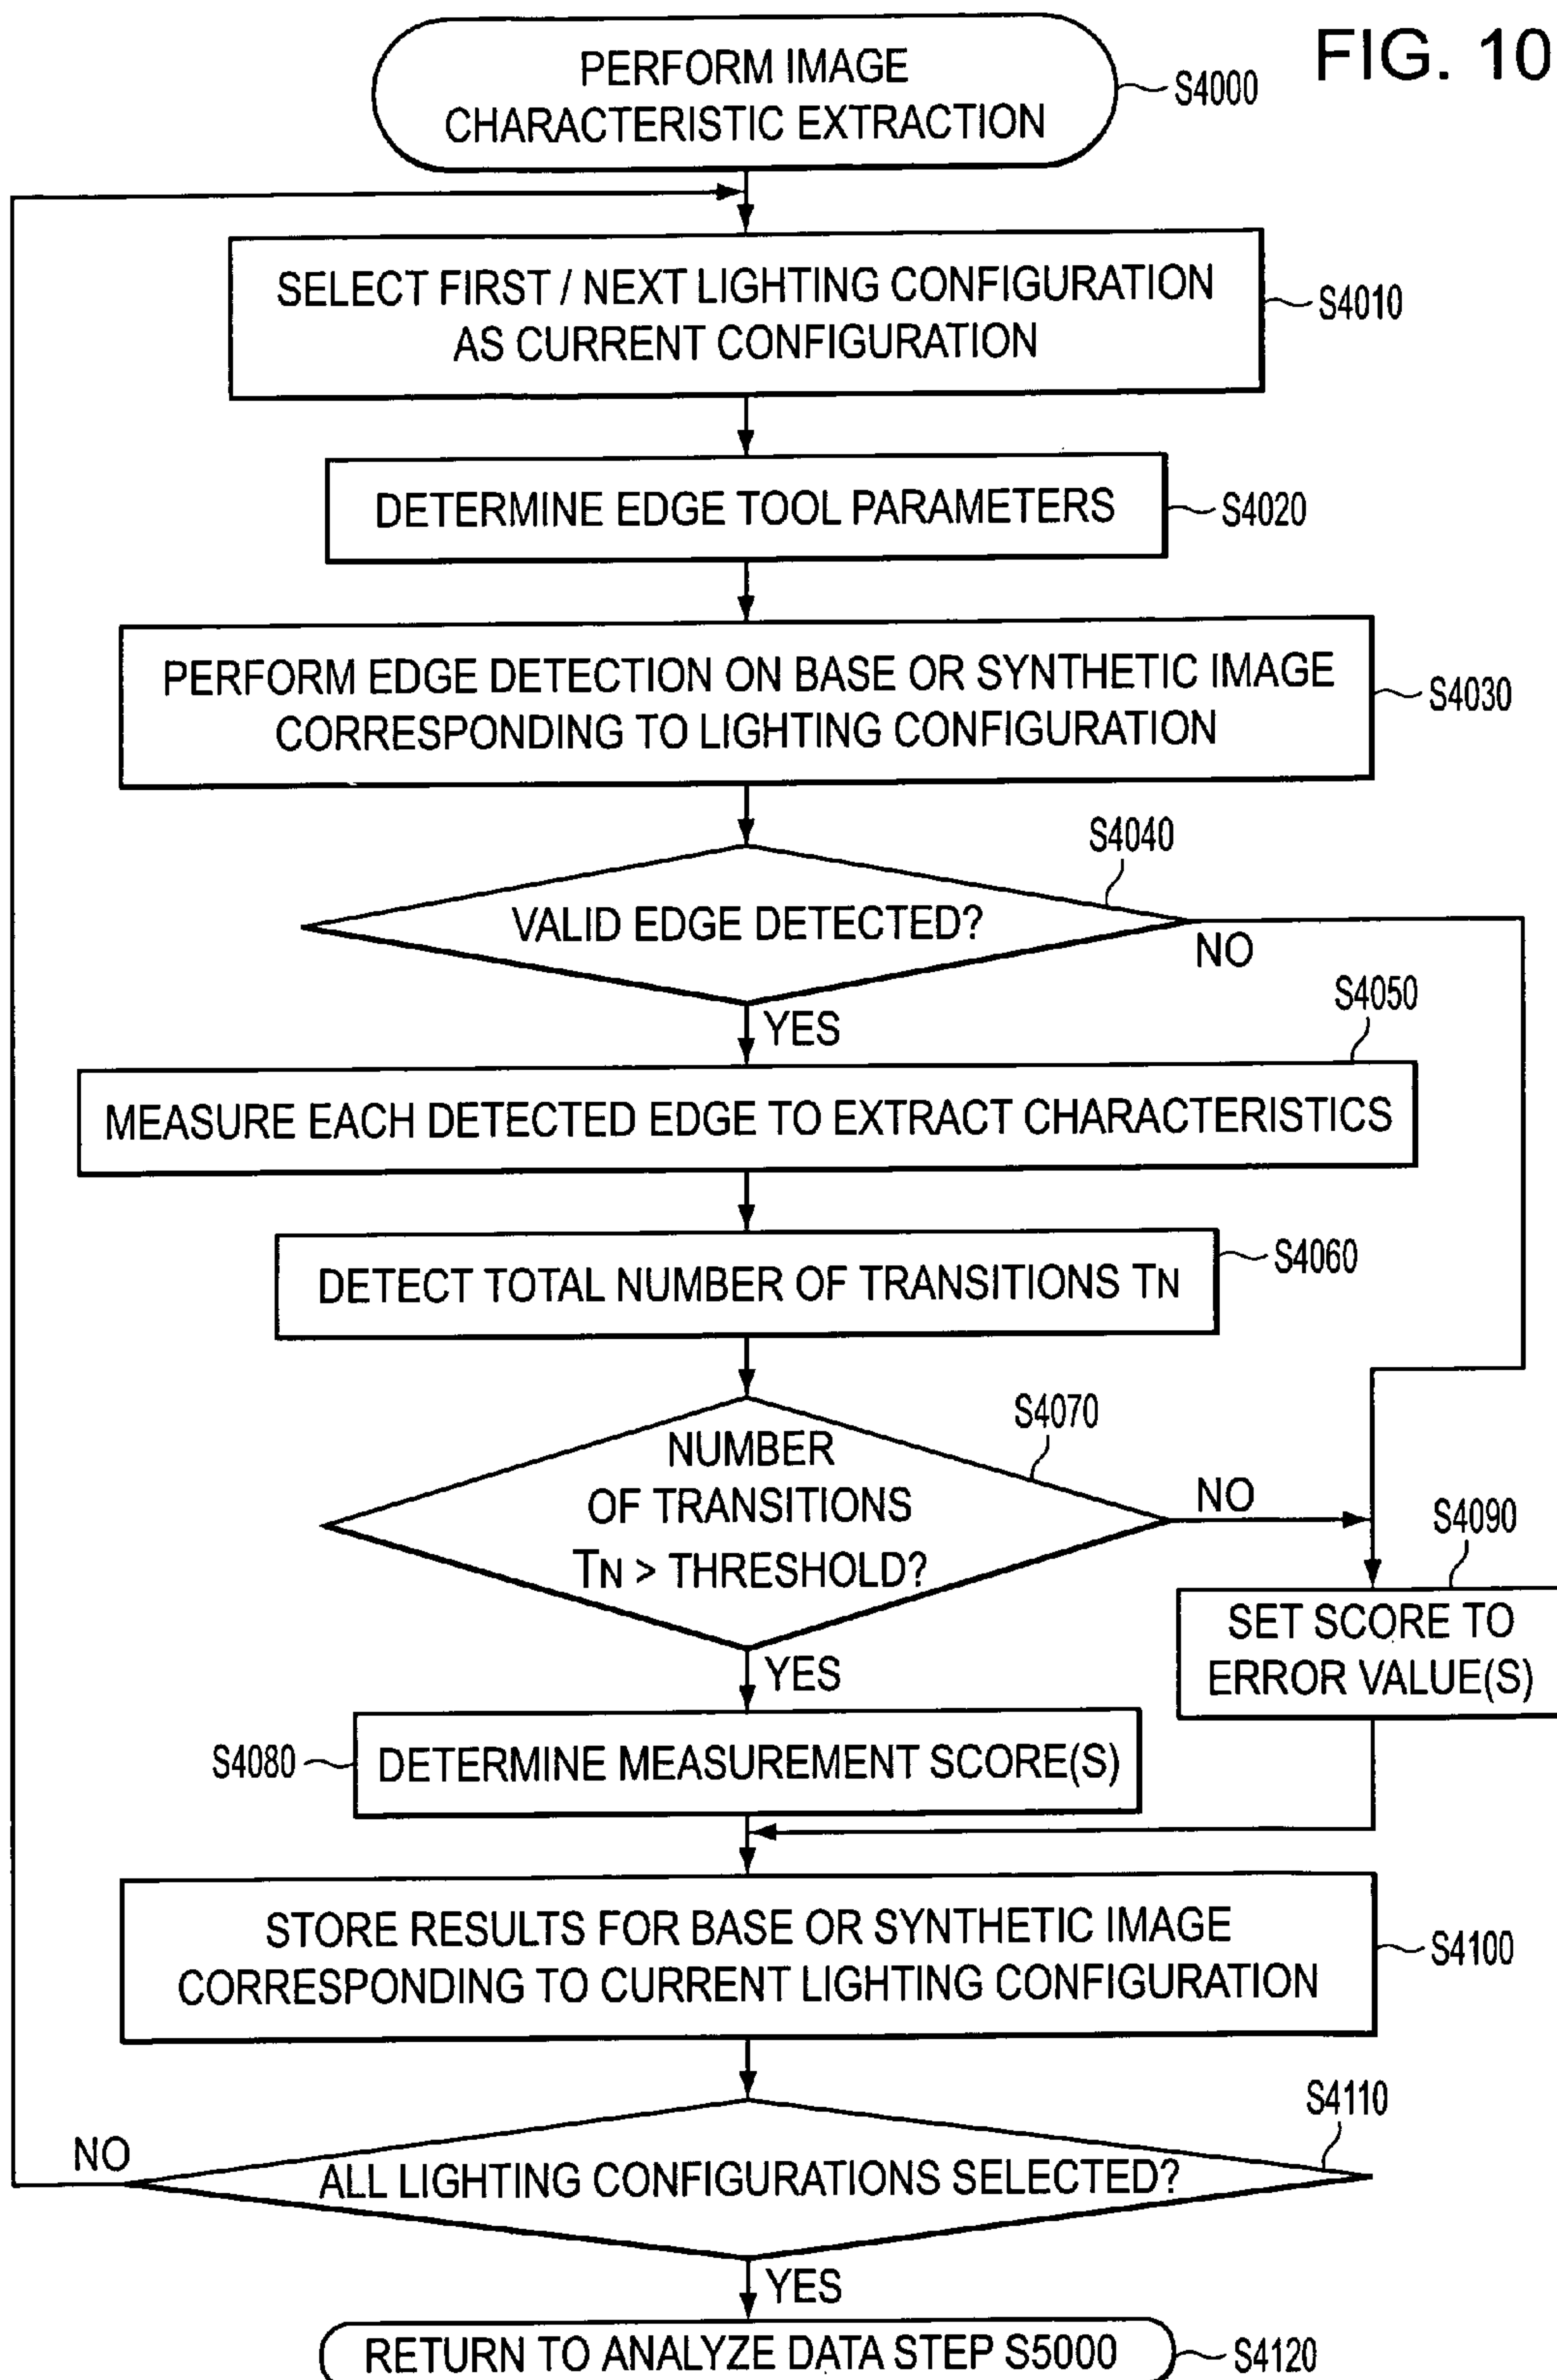 FIG. 10
PERFORM IMAGE
CHARACTERISTIC EXTRACTION
S4000
SELECT FIRST / NEXT LIGHTING CONFIGURATION
AS CURRENT CONFIGURATION
S4010
DETERMINE EDGE TOOL PARAMETERS
S4020
PERFORM EDGE DETECTION ON BASE OR SYNTHETIC IMAGE
CORRESPONDING TO LIGHTING CONFIGURATION
S4030
S4040
VALID EDGE DETECTED?
NO
YES
S4050
MEASURE EACH DETECTED EDGE TO EXTRACT CHARACTERISTICS
DETECT TOTAL NUMBER OF TRANSITIONS TN
S4060
S4070
NUMBER
OF TRANSITIONS
TN > THRESHOLD?
NO
YES
S4090
SET SCORE TO
ERROR VALUE(S)
S4080
DETERMINE MEASUREMENT SCORE(S)
STORE RESULTS FOR BASE OR SYNTHETIC IMAGE
CORRESPONDING TO CURRENT LIGHTING CONFIGURATION
S4100
S4110
NO
ALL LIGHTING CONFIGURATIONS SELECTED?
YES
RETURN TO ANALYZE DATA STEP S5000
S4120